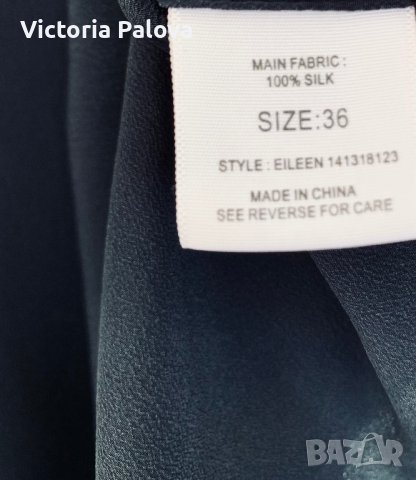 Victoria Palova
MAIN FABRIC :
100% SILK
SIZE:36
STYLE : EILEEN 141318123
MADE IN CHINA
SEE REVERSE FOR CARE
BAZAR